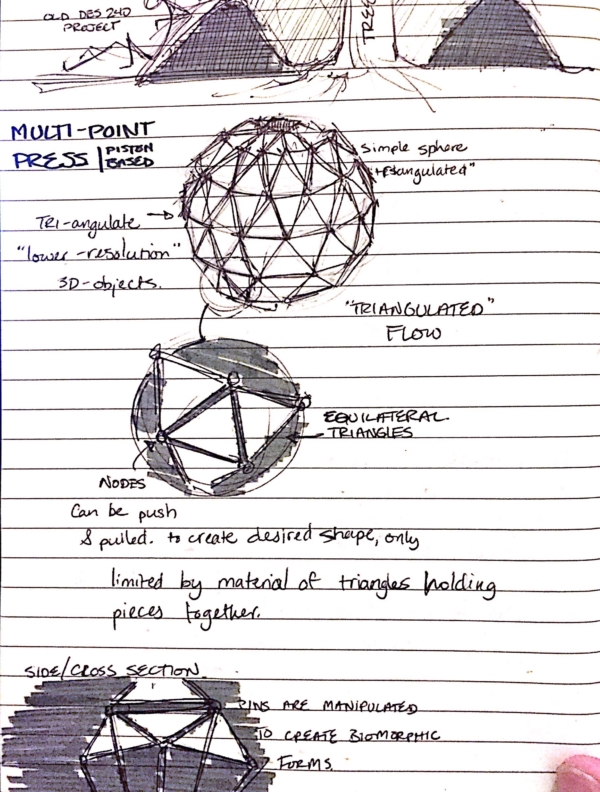 OLD DES 240
PROJECT
TREE
MULTI-POINT
PRESS | PISTON
BASED
Simple sphere
"triangulated"
TRI-angulate
"lower-resolution"
3D-objects.
"TRIANGULATED"
FLOW
EQUILATERAL
TRIANGLES
NODES
Can be push
& pulled. to create desired shape, only
limited by material of triangles holding
pieces together.
SIDE/CROSS SECTION
PINS ARE MANIPULATED
TO CREATE BIOMORPHIC
FORMS.